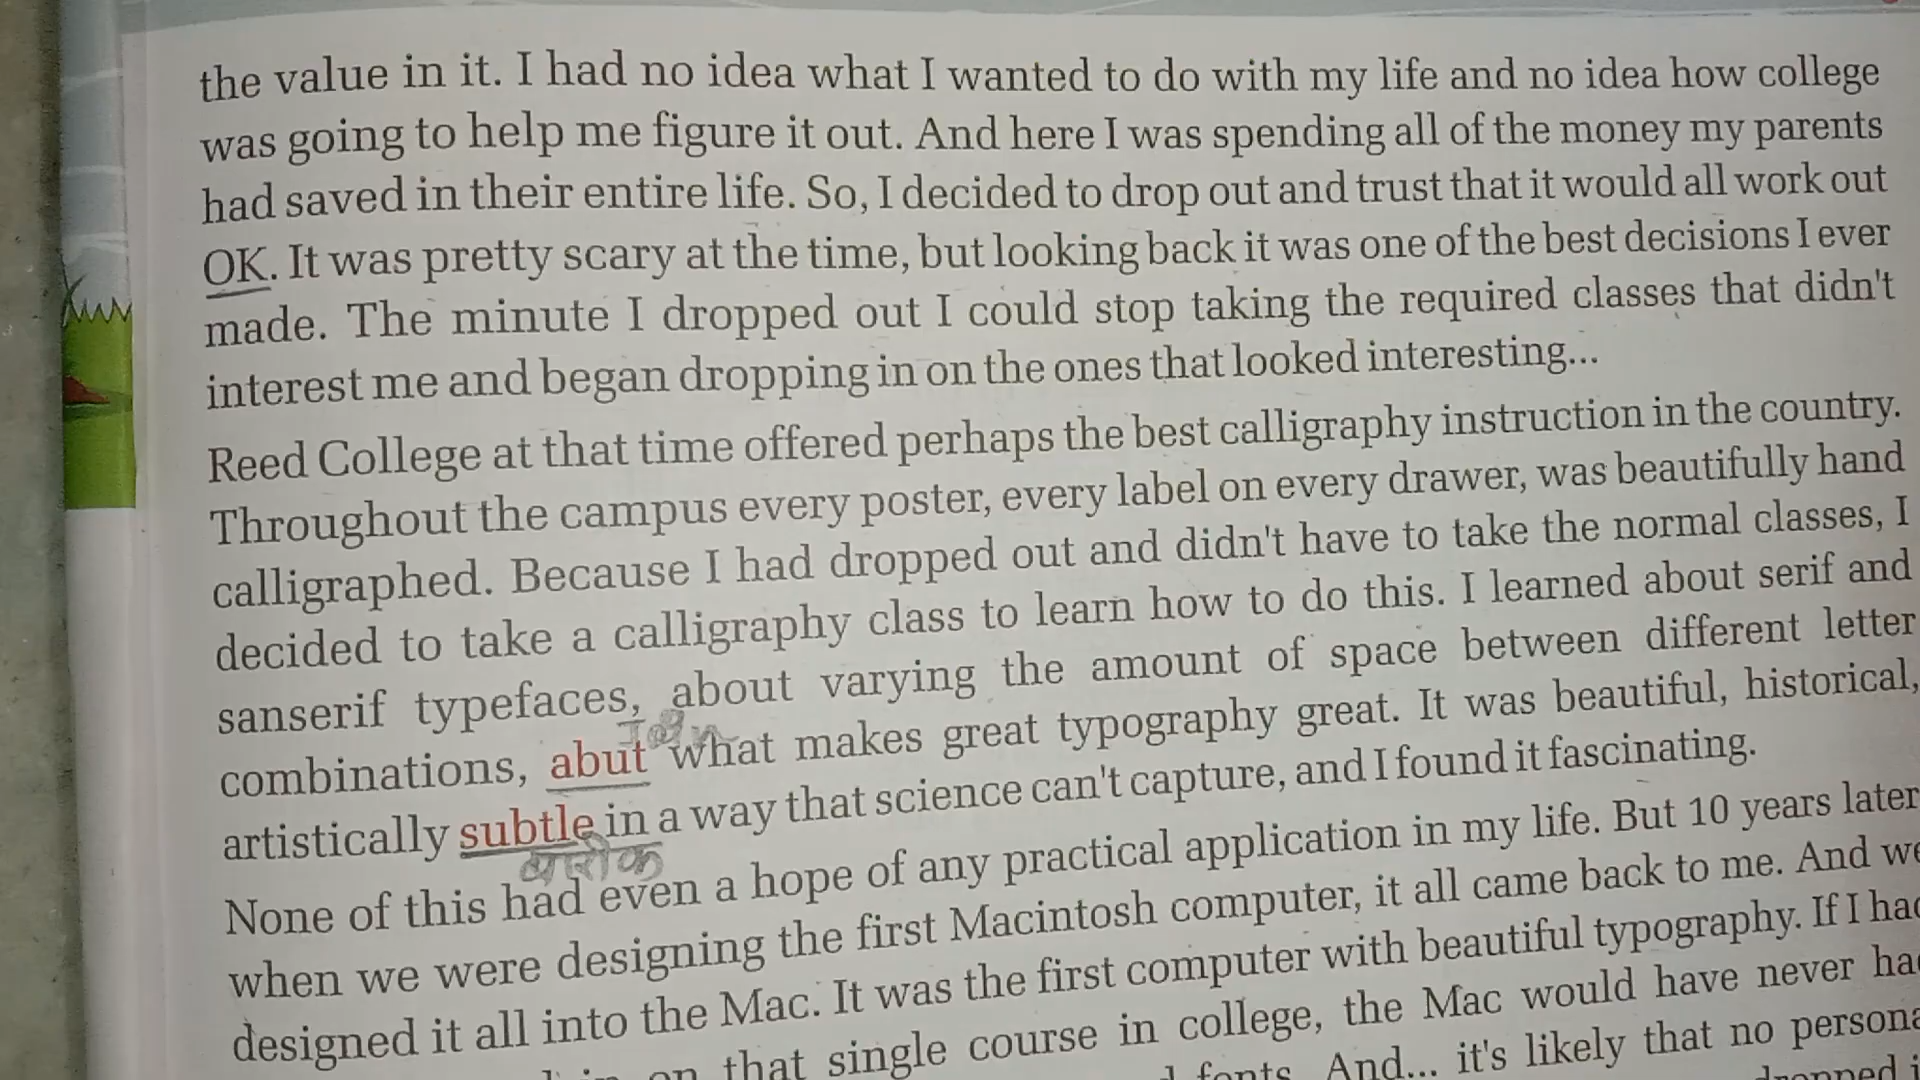 the value in it. I had no idea what I wanted to do with my life and no idea how college
was going to help me figure it out. And here I was spending all of the money my parents
had saved in their entire life. So, I decided to drop out and trust that it would all work out
OK. It was pretty scary at the time, but looking back it was one of the best decisions I ever
made. The minute I dropped out I could stop taking the required classes that didn't
interest me and began dropping in on the ones that looked interesting...
Reed College at that time offered perhaps the best calligraphy instruction in the country.
Throughout the campus every poster, every label on every drawer, was beautifully hand
calligraphed. Because I had dropped out and didn't have to take the normal classes, I
decided to take a calligraphy class to learn how to do this. I learned about serif and
sanserif typefaces, about varying the amount of space between different letter
combinations, abut what makes great typography great. It was beautiful, historical,
artistically subtle in a way that science can't capture, and I found it fascinating.
बारीक
None of this had even a hope of any practical application in my life. But 10 years later
when we were designing the first Macintosh computer, it all came back to me. And we
designed it all into the Mac. It was the first computer with beautiful typography. If I had
on that single course in college, the Mac would have never had
fonts. And... it's likely that no